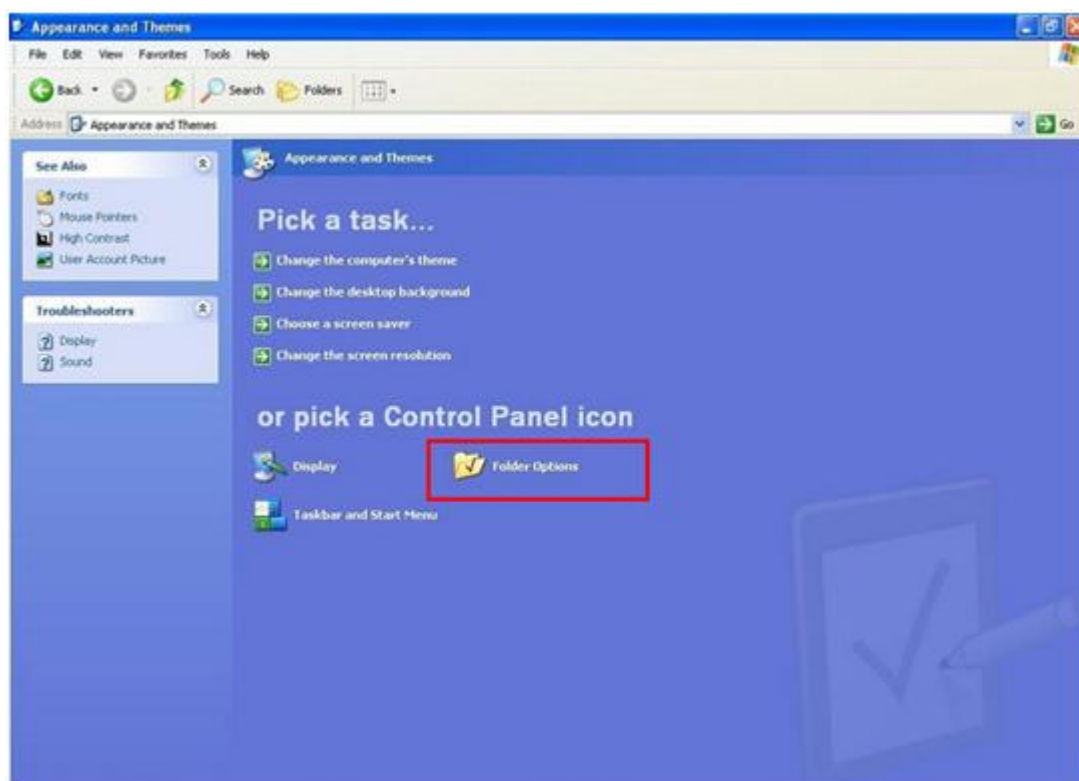 Appearance and Themes
File Edit View Favorites Tools Help
Back Search Folders
Address Appearance and Themes Go
See Also
Fonts
Mouse Pointers
High Contrast
User Account Picture
Troubleshooters
Display
Sound
Appearance and Themes
Pick a task...
Change the computer's theme
Change the desktop background
Choose a screen saver
Change the screen resolution
or pick a Control Panel icon
Display Folder Options
Taskbar and Start Menu